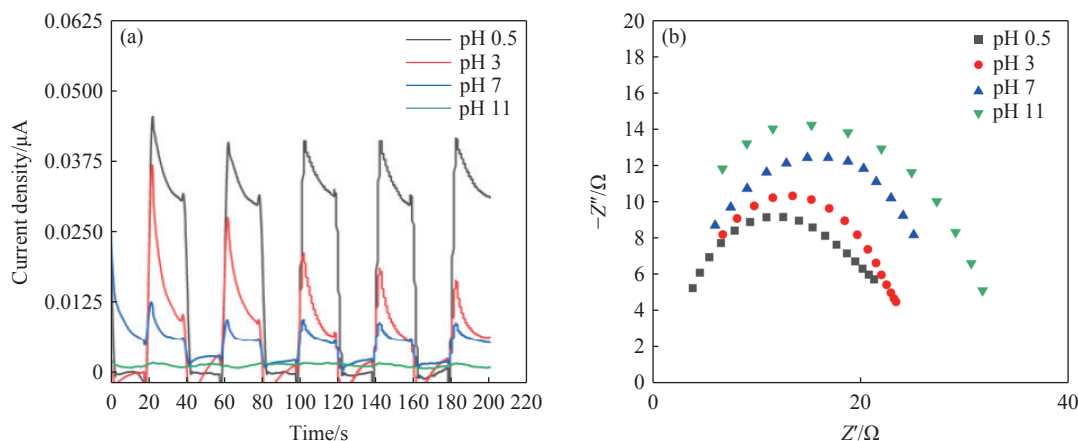 (a)
pH 0.5
pH 3
pH 7
pH 11
0.0625
0.0500
0.0375
0.0250
0.0125
0
Current density/μA
0 20 40 60 80 100 120 140 160 180 200 220
Time/s
(b)
pH 0.5
pH 3
pH 7
pH 11
20
18
16
14
12
10
8
6
4
2
0
−Z″/Ω
0 20 40
Z′/Ω